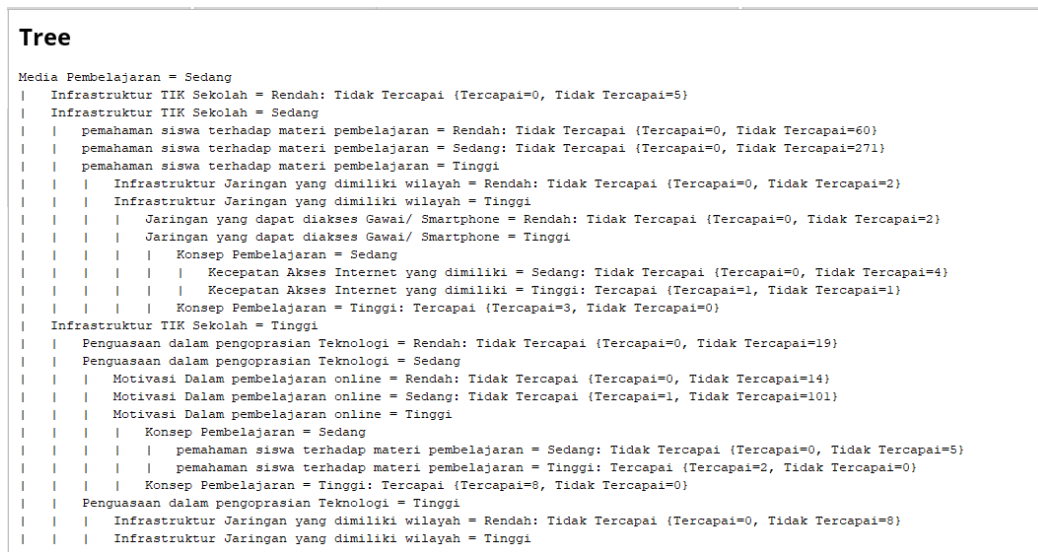 Tree
Media Pembelajaran = Sedang
|   Infrastruktur TIK Sekolah = Rendah: Tidak Tercapai {Tercapai=0, Tidak Tercapai=5}
|   Infrastruktur TIK Sekolah = Sedang
|   |   pemahaman siswa terhadap materi pembelajaran = Rendah: Tidak Tercapai {Tercapai=0, Tidak Tercapai=60}
|   |   pemahaman siswa terhadap materi pembelajaran = Sedang: Tidak Tercapai {Tercapai=0, Tidak Tercapai=271}
|   |   pemahaman siswa terhadap materi pembelajaran = Tinggi
|   |   |   Infrastruktur Jaringan yang dimiliki wilayah = Rendah: Tidak Tercapai {Tercapai=0, Tidak Tercapai=2}
|   |   |   Infrastruktur Jaringan yang dimiliki wilayah = Tinggi
|   |   |   |   Jaringan yang dapat diakses Gawai/ Smartphone = Rendah: Tidak Tercapai {Tercapai=0, Tidak Tercapai=2}
|   |   |   |   Jaringan yang dapat diakses Gawai/ Smartphone = Tinggi
|   |   |   |   |   Konsep Pembelajaran = Sedang
|   |   |   |   |   |   Kecepatan Akses Internet yang dimiliki = Sedang: Tidak Tercapai {Tercapai=0, Tidak Tercapai=4}
|   |   |   |   |   |   Kecepatan Akses Internet yang dimiliki = Tinggi: Tercapai {Tercapai=1, Tidak Tercapai=1}
|   |   |   |   |   Konsep Pembelajaran = Tinggi: Tercapai {Tercapai=3, Tidak Tercapai=0}
|   Infrastruktur TIK Sekolah = Tinggi
|   |   Penguasaan dalam pengoprasian Teknologi = Rendah: Tidak Tercapai {Tercapai=0, Tidak Tercapai=19}
|   |   Penguasaan dalam pengoprasian Teknologi = Sedang
|   |   |   Motivasi Dalam pembelajaran online = Rendah: Tidak Tercapai {Tercapai=0, Tidak Tercapai=14}
|   |   |   Motivasi Dalam pembelajaran online = Sedang: Tidak Tercapai {Tercapai=1, Tidak Tercapai=101}
|   |   |   Motivasi Dalam pembelajaran online = Tinggi
|   |   |   |   Konsep Pembelajaran = Sedang
|   |   |   |   |   pemahaman siswa terhadap materi pembelajaran = Sedang: Tidak Tercapai {Tercapai=0, Tidak Tercapai=5}
|   |   |   |   |   pemahaman siswa terhadap materi pembelajaran = Tinggi: Tercapai {Tercapai=2, Tidak Tercapai=0}
|   |   |   |   Konsep Pembelajaran = Tinggi: Tercapai {Tercapai=8, Tidak Tercapai=0}
|   |   Penguasaan dalam pengoprasian Teknologi = Tinggi
|   |   |   Infrastruktur Jaringan yang dimiliki wilayah = Rendah: Tidak Tercapai {Tercapai=0, Tidak Tercapai=8}
|   |   |   Infrastruktur Jaringan yang dimiliki wilayah = Tinggi